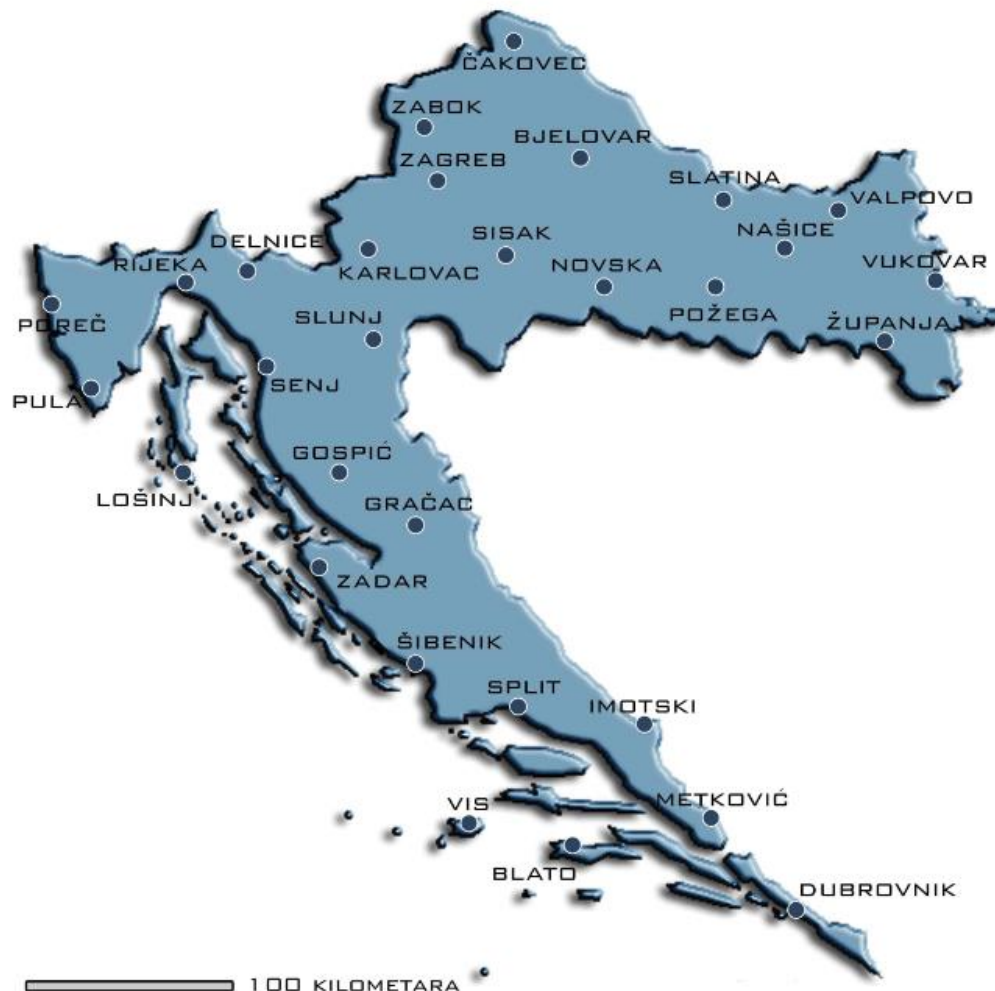 ČAKOVEC
ZABOK
BJELOVAR
ZAGREB
SLATINA
VALPOVO
DELNICE
SISAK
NAŠICE
RIJEKA
KARLOVAC
NOVSKA
VUKOVAR
POREČ
SLUNJ
POŽEGA
ŽUPANJA
SENJ
PULA
GOSPIĆ
LOŠINJ
GRAČAC
ZADAR
ŠIBENIK
SPLIT
IMOTSKI
VIS
METKOVIĆ
BLATO
DUBROVNIK
100 KILOMETARA